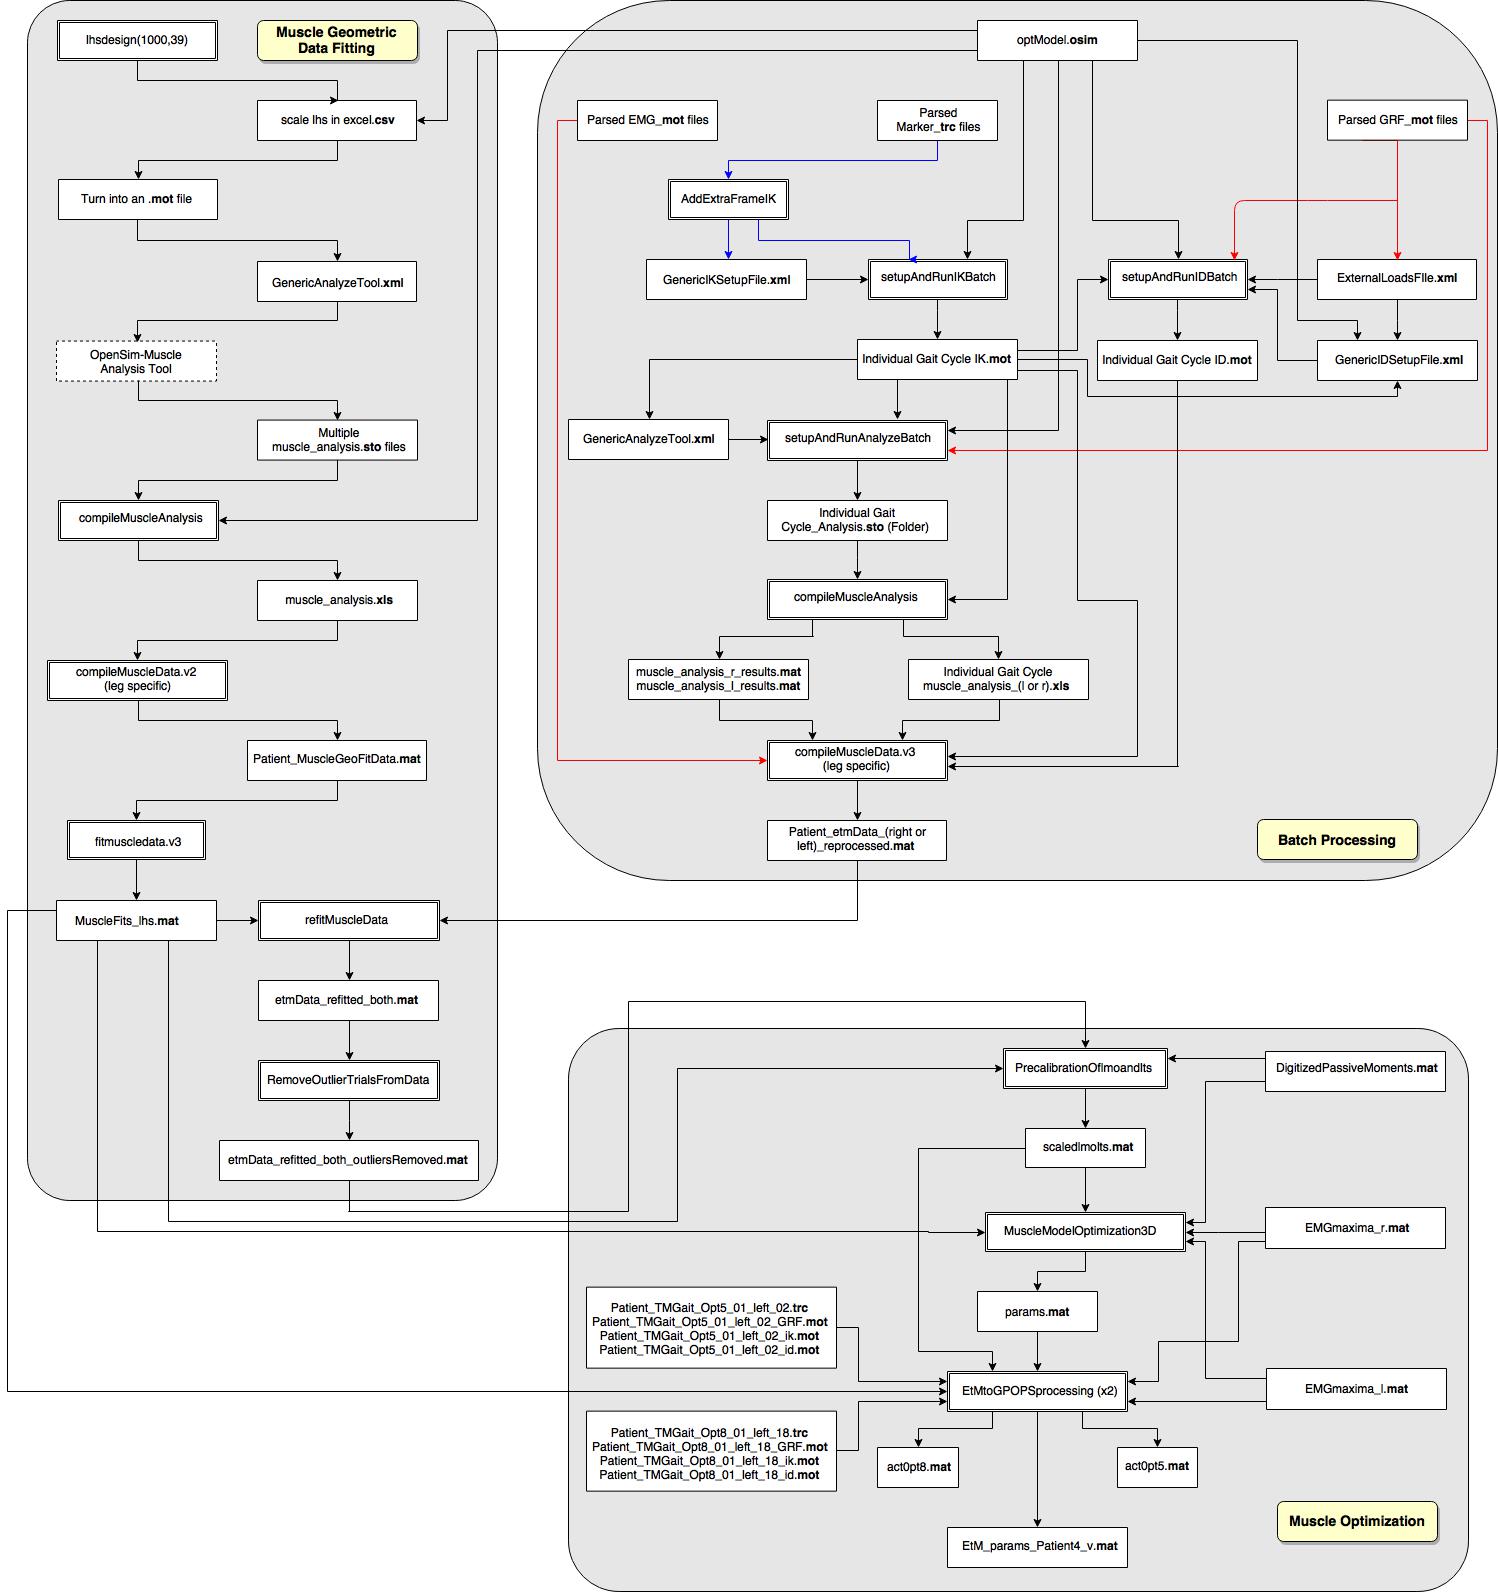 lhsdesign(1000,39)
Muscle Geometric
Data Fitting
scale lhs in excel.csv
Turn into an .mot file
GenericAnalyzeTool.xml
OpenSim-Muscle
Analysis Tool
Multiple
muscle_analysis.sto files
compileMuscleAnalysis
muscle_analysis.xls
compileMuscleData.v2
(leg specific)
Patient_MuscleGeoFitData.mat
fitmuscledata.v3
MuscleFits_lhs.mat
refitMuscleData
etmData_refitted_both.mat
RemoveOutlierTrialsFromData
etmData_refitted_both_outliersRemoved.mat
optModel.osim
Parsed EMG_mot files
Parsed
Marker_trc files
Parsed GRF_mot files
AddExtraFrameIK
GenericIKSetupFile.xml
setupAndRunIKBatch
setupAndRunIDBatch
ExternalLoadsFIle.xml
Individual Gait Cycle IK.mot
Individual Gait Cycle ID.mot
GenericIDSetupFile.xml
GenericAnalyzeTool.xml
setupAndRunAnalyzeBatch
Individual Gait
Cycle_Analysis.sto (Folder)
compileMuscleAnalysis
muscle_analysis_r_results.mat
muscle_analysis_l_results.mat
Individual Gait Cycle
muscle_analysis_(l or r).xls
compileMuscleData.v3
(leg specific)
Patient_etmData_(right or
left)_reprocessed.mat
Batch Processing
PrecalibrationOflmoandlts
DigitizedPassiveMoments.mat
scaledlmolts.mat
MuscleModelOptimization3D
EMGmaxima_r.mat
params.mat
Patient_TMGait_Opt5_01_left_02.trc
Patient_TMGait_Opt5_01_left_02_GRF.mot
Patient_TMGait_Opt5_01_left_02_ik.mot
Patient_TMGait_Opt5_01_left_02_id.mot
EtMtoGPOPSprocessing (x2)
EMGmaxima_l.mat
Patient_TMGait_Opt8_01_left_18.trc
Patient_TMGait_Opt8_01_left_18_GRF.mot
Patient_TMGait_Opt8_01_left_18_ik.mot
Patient_TMGait_Opt8_01_left_18_id.mot
act0pt8.mat
act0pt5.mat
Muscle Optimization
EtM_params_Patient4_v.mat